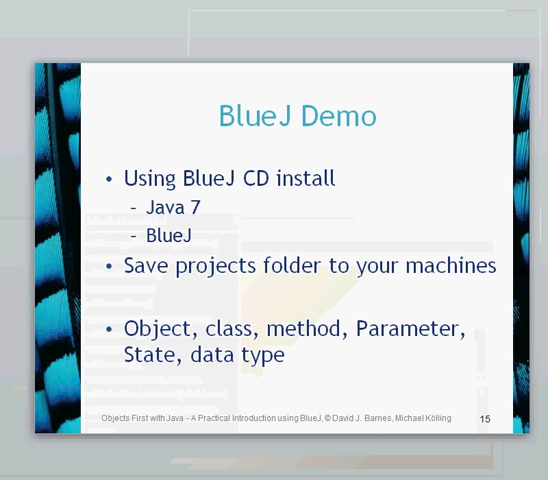 BlueJ Demo
• Using BlueJ CD install
- Java 7
- BlueJ
• Save projects folder to your machines
• Object, class, method, Parameter,
State, data type
Objects First with Java - A Practical Introduction using BlueJ, © David J. Barnes, Michael Kölling
15